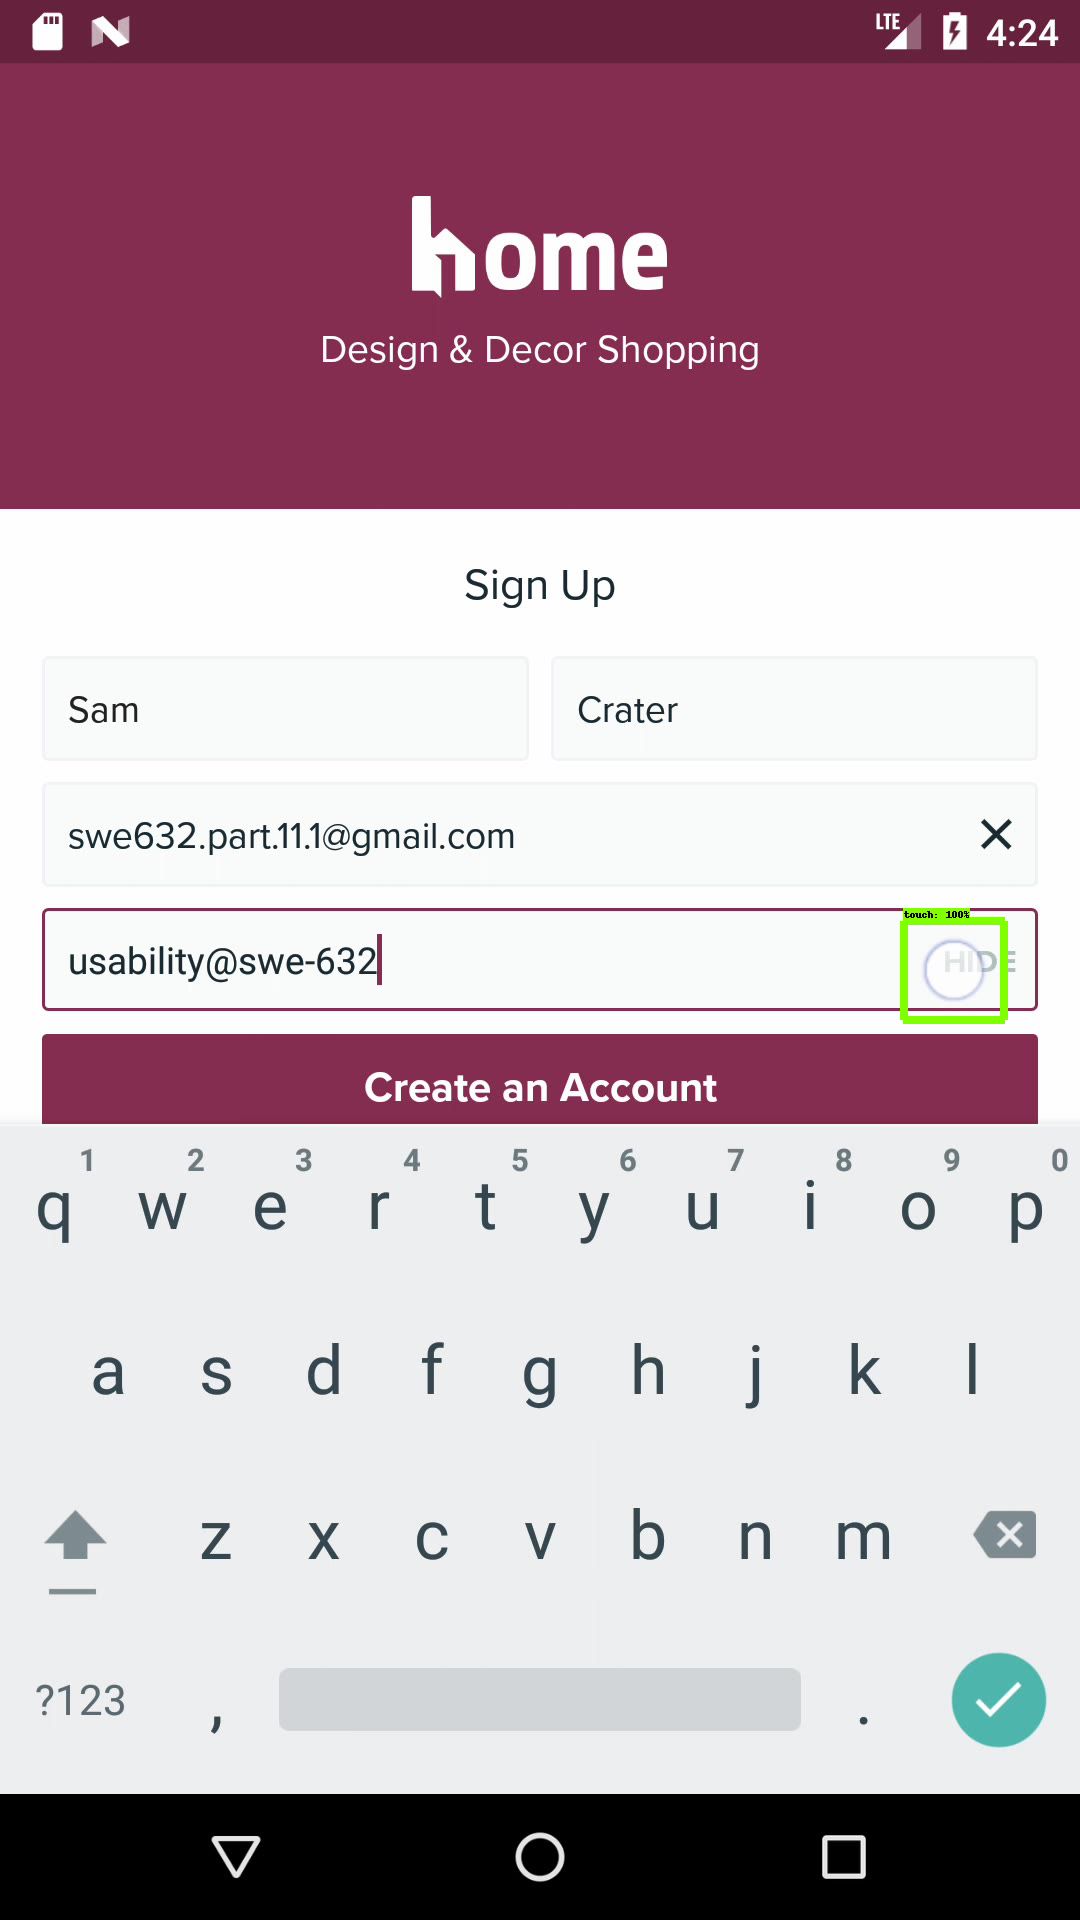 LTE 4:24
home
Design & Decor Shopping
Sign Up
Sam Crater
swe632.part.11.1@gmail.com
touch: 100%
usability@swe-632 HIDE
Create an Account
1 2 3 4 5 6 7 8 9 0
q w e r t y u i o p
a s d f g h j k l
z x c v b n m
?123 , .